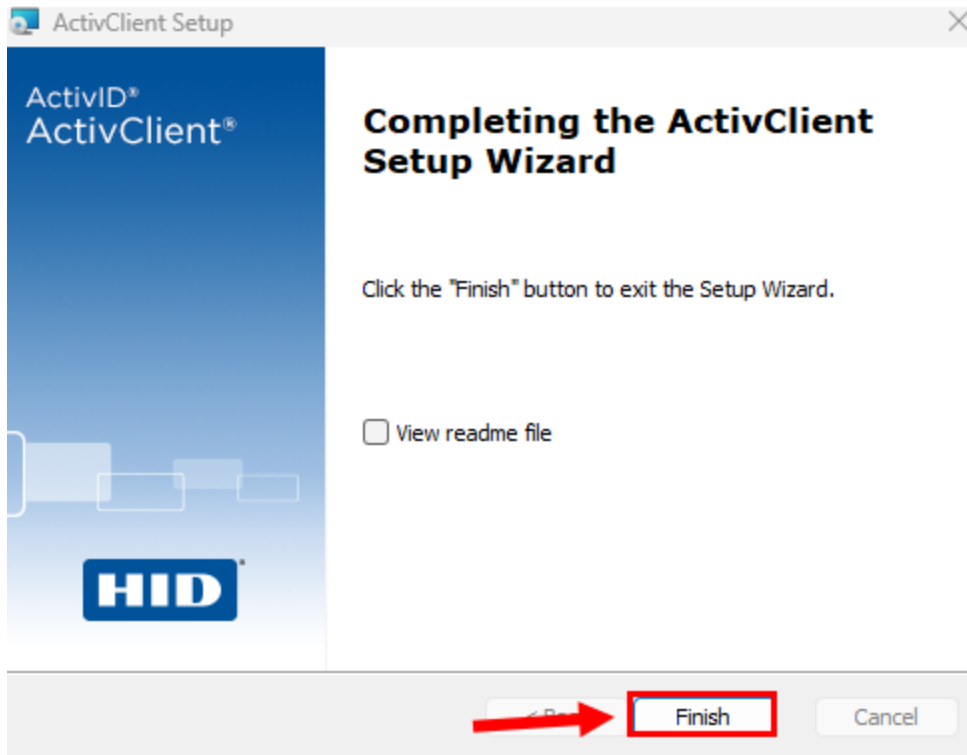 ActivClient Setup
ActivID®
ActivClient®
Completing the ActivClient
Setup Wizard
Click the "Finish" button to exit the Setup Wizard.
View readme file
HID
Finish
Cancel